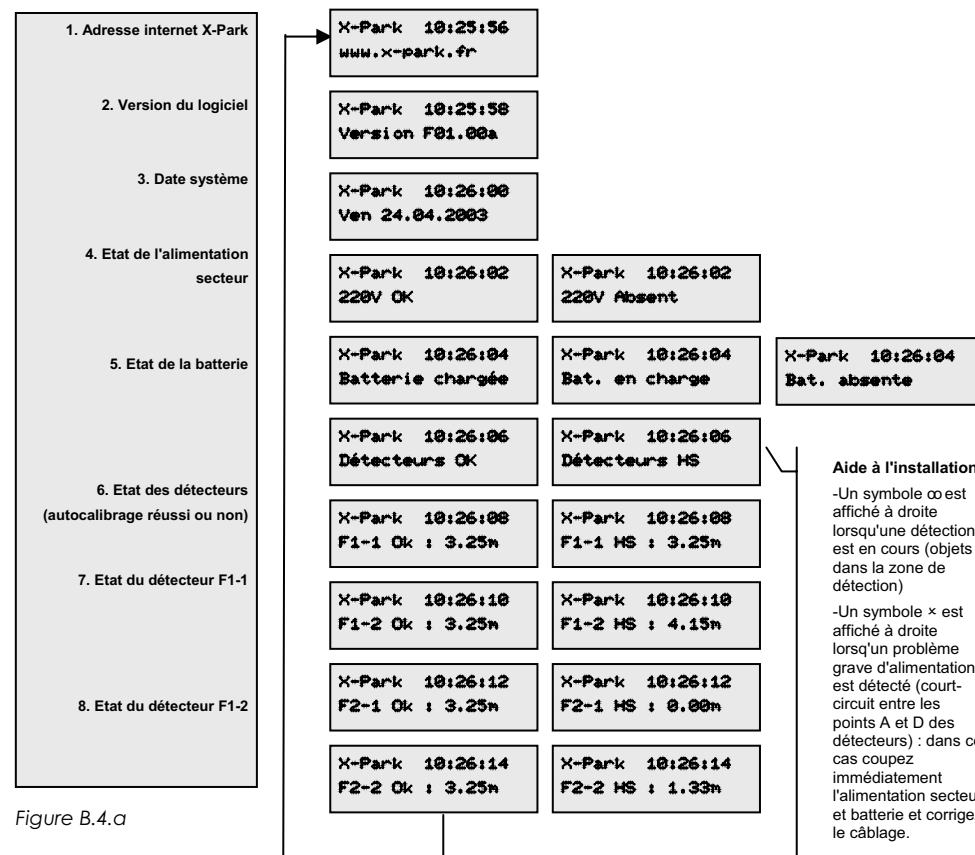 1. Adresse internet X-Park
2. Version du logiciel
3. Date système
4. Etat de l'alimentation
secteur
5. Etat de la batterie
6. Etat des détecteurs
(autocalibrage réussi ou non)
7. Etat du détecteur F1-1
8. Etat du détecteur F1-2
X-Park 10:25:56
www.x-park.fr
X-Park 10:25:58
Version F01.00a
X-Park 10:26:00
Ven 24.04.2003
X-Park 10:26:02
220V OK
X-Park 10:26:02
220V Absent
X-Park 10:26:04
Batterie chargée
X-Park 10:26:04
Bat. en charge
X-Park 10:26:04
Bat. absente
X-Park 10:26:06
Détecteurs OK
X-Park 10:26:06
Détecteurs HS
X-Park 10:26:08
F1-1 Ok : 3.25m
X-Park 10:26:08
F1-1 HS : 3.25m
X-Park 10:26:10
F1-2 Ok : 3.25m
X-Park 10:26:10
F1-2 HS : 4.15m
X-Park 10:26:12
F2-1 Ok : 3.25m
X-Park 10:26:12
F2-1 HS : 0.00m
X-Park 10:26:14
F2-2 Ok : 3.25m
X-Park 10:26:14
F2-2 HS : 1.33m
Aide à l'installation
-Un symbole ∞ est
affiché à droite
lorsqu'une détection
est en cours (objets
dans la zone de
détection)
-Un symbole × est
affiché à droite
lorsq'un problème
grave d'alimentation
est détecté (court-
circuit entre les
points A et D des
détecteurs) : dans
cas coupez
immédiatement
l'alimentation
et batterie et
le câblage.
Figure B.4.a